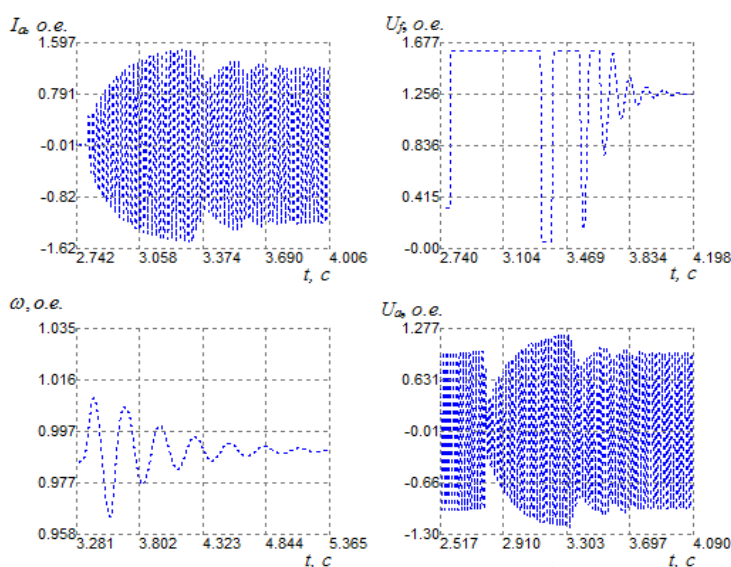 Ia, о.е.
1.597
0.791
-0.01
-0.82
-1.62
2.742 3.058 3.374 3.690 4.006
t, с
Uf, о.е.
1.677
1.256
0.836
0.415
-0.00
2.740 3.104 3.469 3.834 4.198
t, с
ω, о.е.
1.035
1.016
0.997
0.977
0.958
3.281 3.802 4.323 4.844 5.365
t, с
Ua, о.е.
1.277
0.631
-0.01
-0.66
-1.30
2.517 2.910 3.303 3.697 4.090
t, с